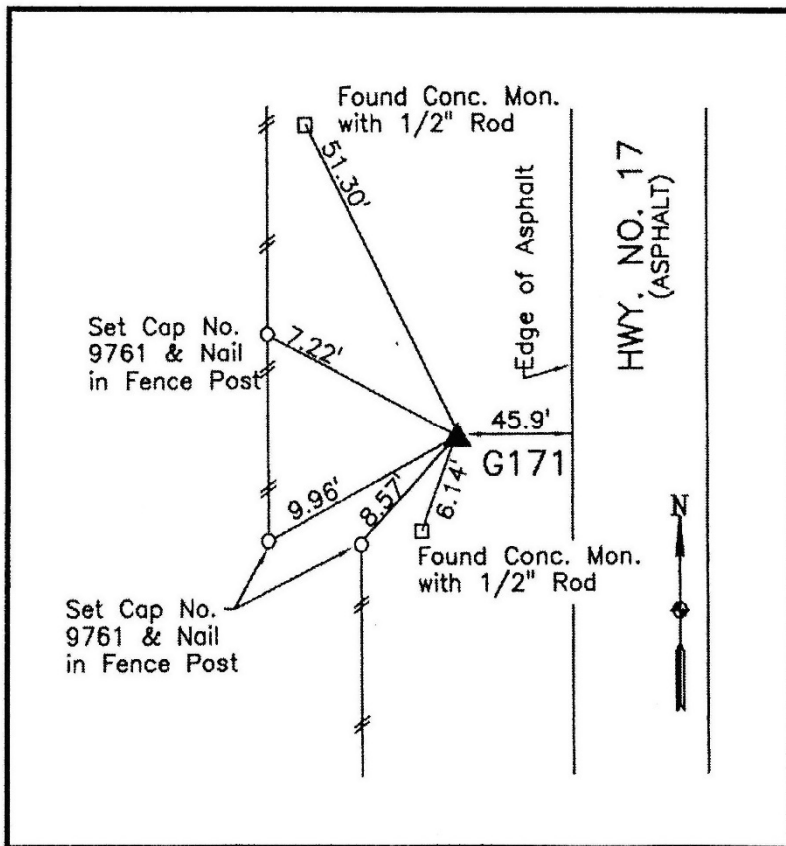 Found Conc. Mon.
with 1/2" Rod
51.30'
Edge of Asphalt
HWY. NO. 17
(ASPHALT)
Set Cap No.
9761 & Nail
in Fence Post
7.22'
45.9'
G171
9.96'
8.57'
6.14'
N
Found Conc. Mon.
with 1/2" Rod
Set Cap No.
9761 & Nail
in Fence Post